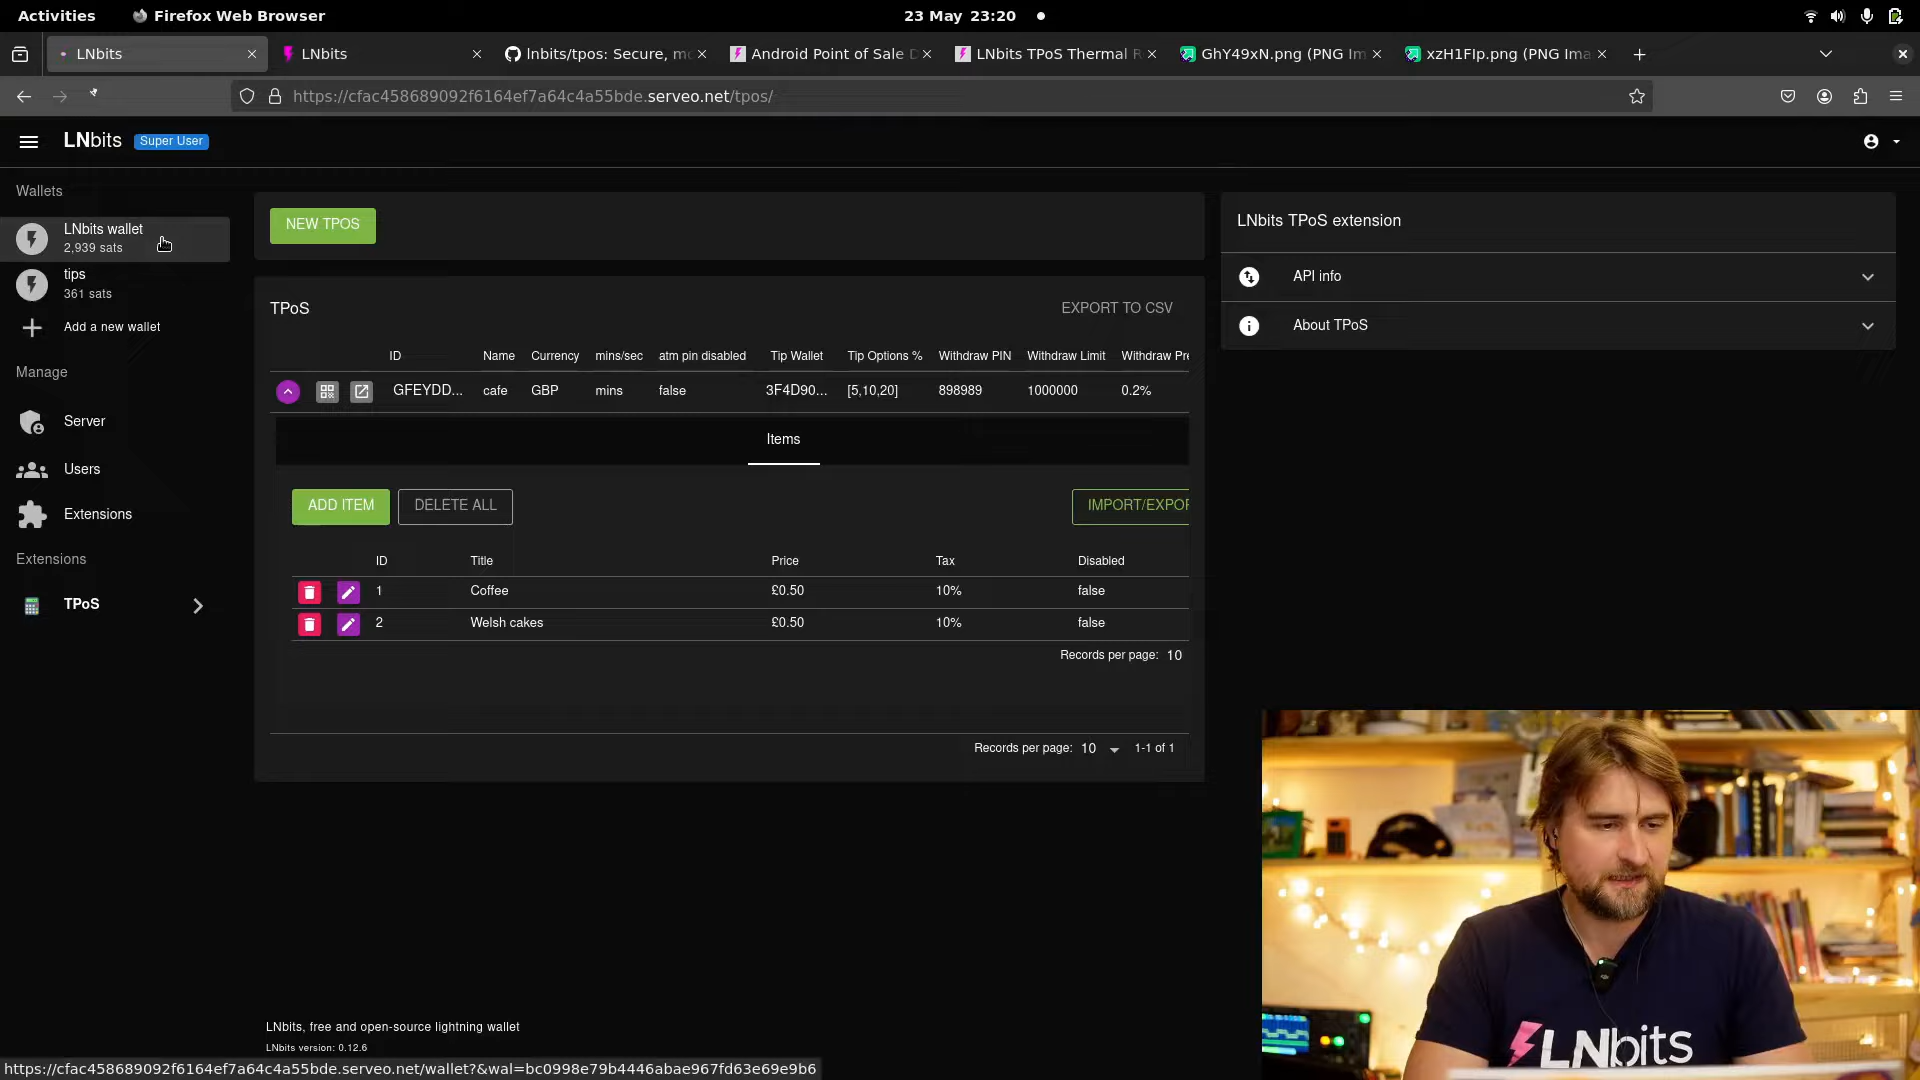 Activities
Firefox Web Browser
23 May 23:20
LNbits
LNbits
lnbits/tpos: Secure, mo
Android Point of Sale D
LNbits TPoS Thermal R
GhY49xN.png (PNG Im
xzH1FIp.png (PNG Ima
https://cfac458689092f6164ef7a64c4a55bde.serveo.net/tpos/
LNbits
Super User
Wallets
LNbits wallet
2,939 sats
tips
361 sats
Add a new wallet
Manage
Server
Users
Extensions
Extensions
TPoS
NEW TPOS
TPoS
EXPORT TO CSV
ID Name Currency mins/sec atm pin disabled Tip Wallet Tip Options % Withdraw PIN Withdraw Limit Withdraw Pre
GFEYDD... cafe GBP mins false 3F4D90... [5,10,20] 898989 1000000 0.2%
Items
ADD ITEM
DELETE ALL
IMPORT/EXPOR
ID Title Price Tax Disabled
1 Coffee £0.50 10% false
2 Welsh cakes £0.50 10% false
Records per page: 10
Records per page: 10 1-1 of 1
LNbits TPoS extension
API info
About TPoS
LNbits, free and open-source lightning wallet
LNbits version: 0.12.6
https://cfac458689092f6164ef7a64c4a55bde.serveo.net/wallet?&wal=bc0998e79b4446abae967fd63e69e9b6
LNbits